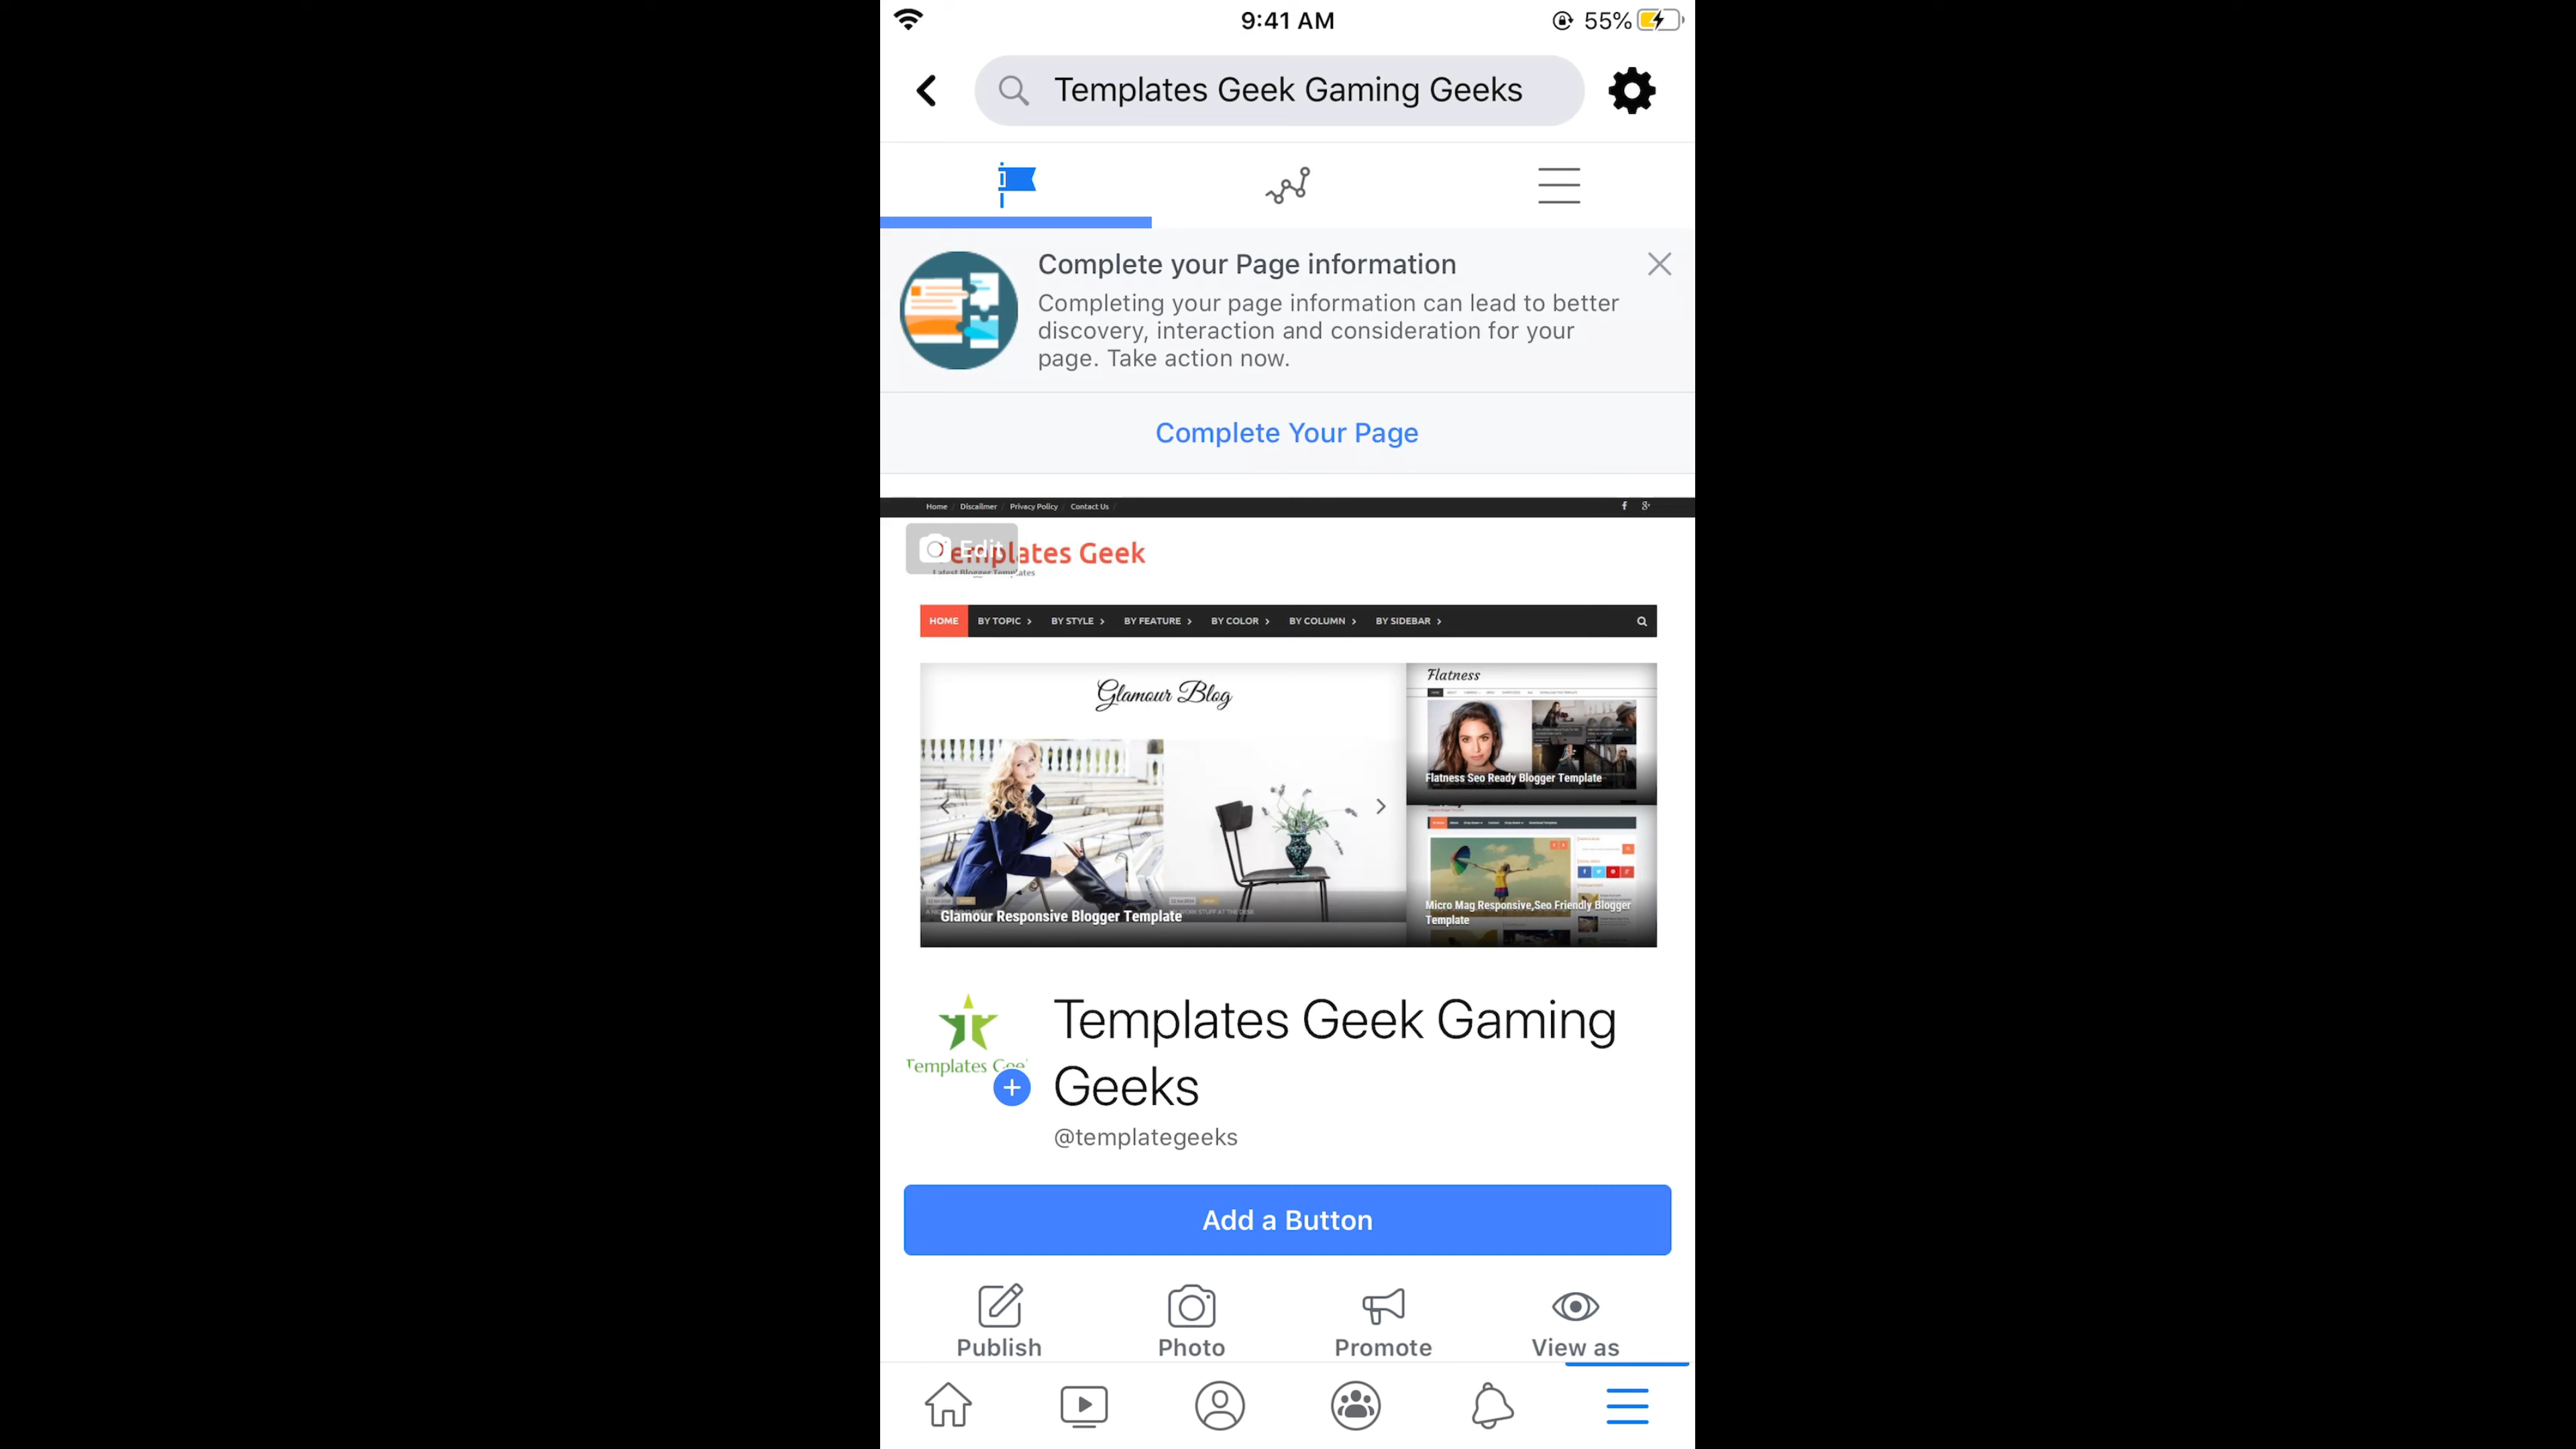 9:41 AM
55%
Templates Geek Gaming Geeks
Complete your Page information
Completing your page information can lead to better
discovery, interaction and consideration for your
page. Take action now.
Complete Your Page
Home / Discailmer / Privacy Policy / Contact Us /
Edit
Templates Geek
Latest Blogger Templates
HOME BY TOPIC BY STYLE BY FEATURE BY COLOR BY COLUMN BY SIDEBAR
Glamour Blog
Flatness
Flatness Seo Ready Blogger Template
Glamour Responsive Blogger Template
Micro Mag Responsive,Seo Friendly Blogger
Template
Templates Gee
Templates Geek Gaming
Geeks
@templategeeks
Add a Button
Publish
Photo
Promote
View as